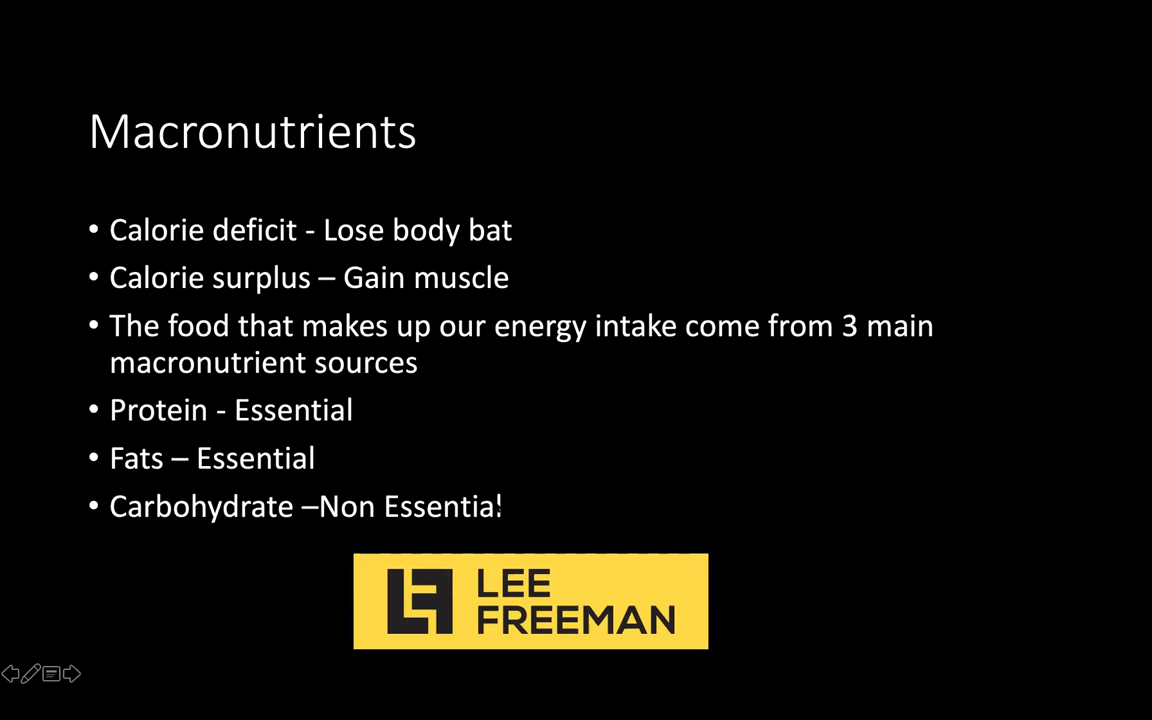 Macronutrients
• Calorie deficit - Lose body bat
• Calorie surplus – Gain muscle
• The food that makes up our energy intake come from 3 main
macronutrient sources
• Protein - Essential
• Fats – Essential
• Carbohydrate –Non Essential
LEE
FREEMAN